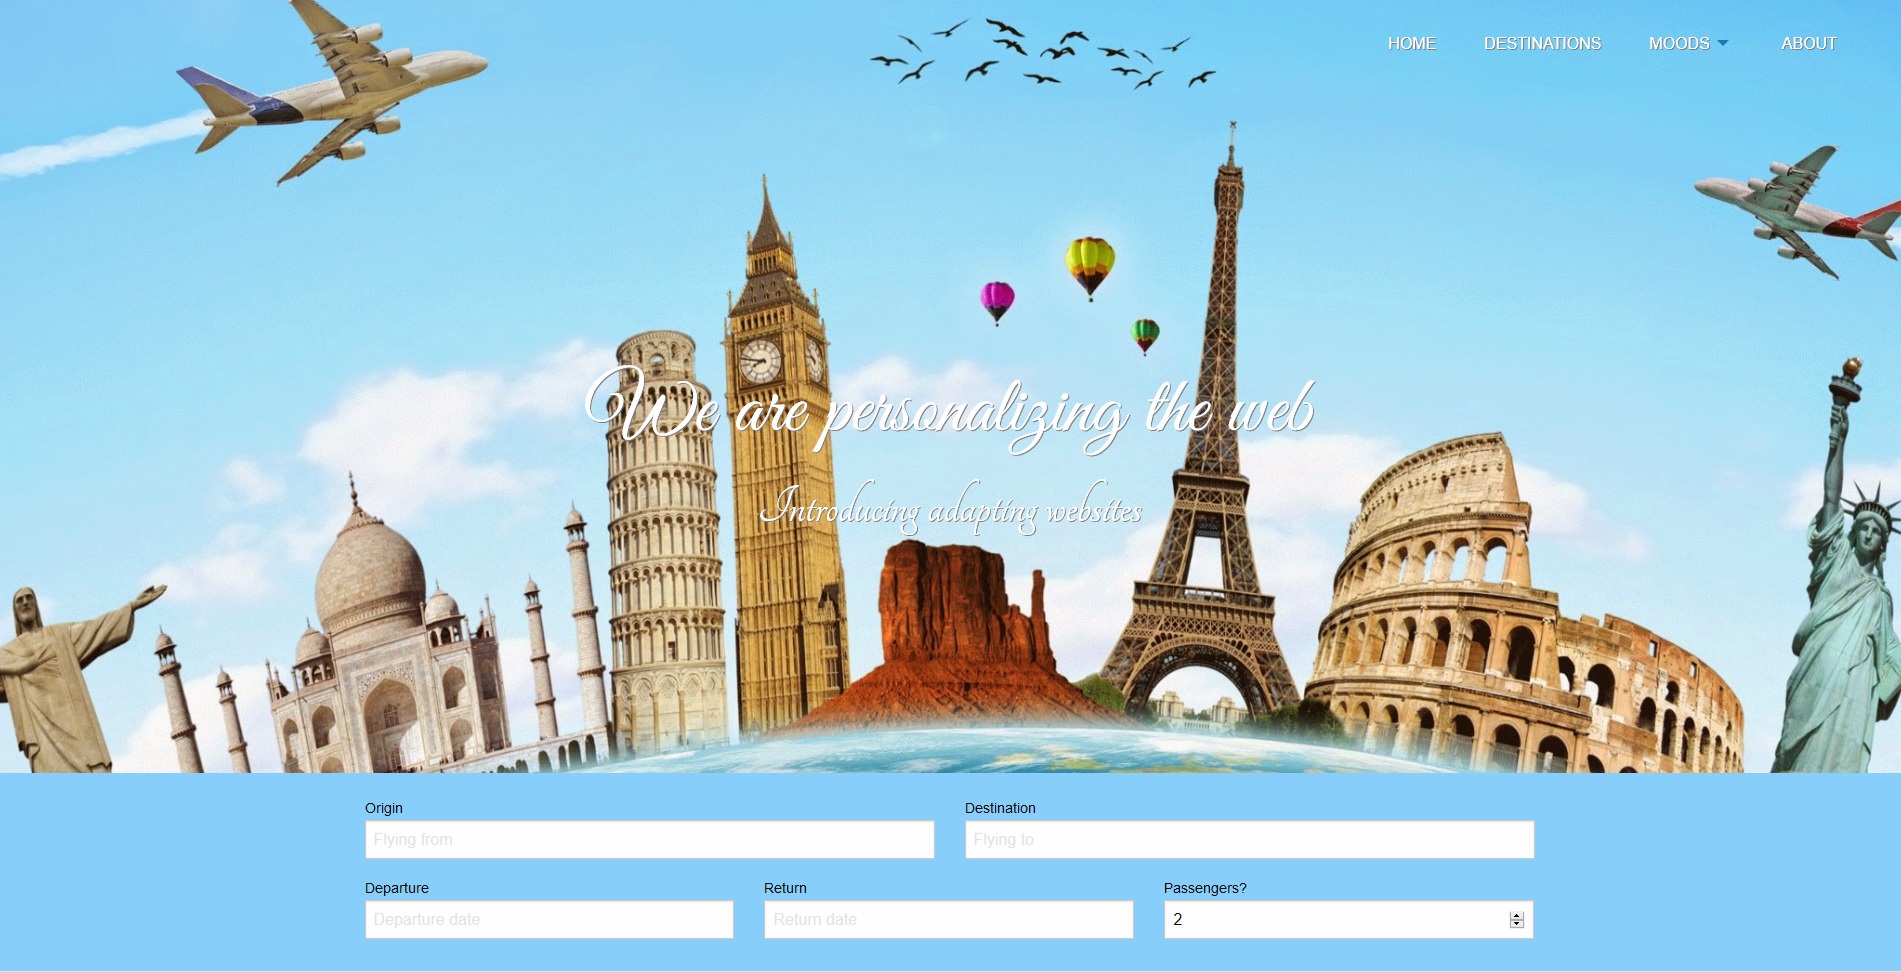 HOME DESTINATIONS MOODS ABOUT
We are personalizing the web
Introducing adapting websites
Origin Destination
Flying from Flying to
Departure Return Passengers?
Departure date Return date 2